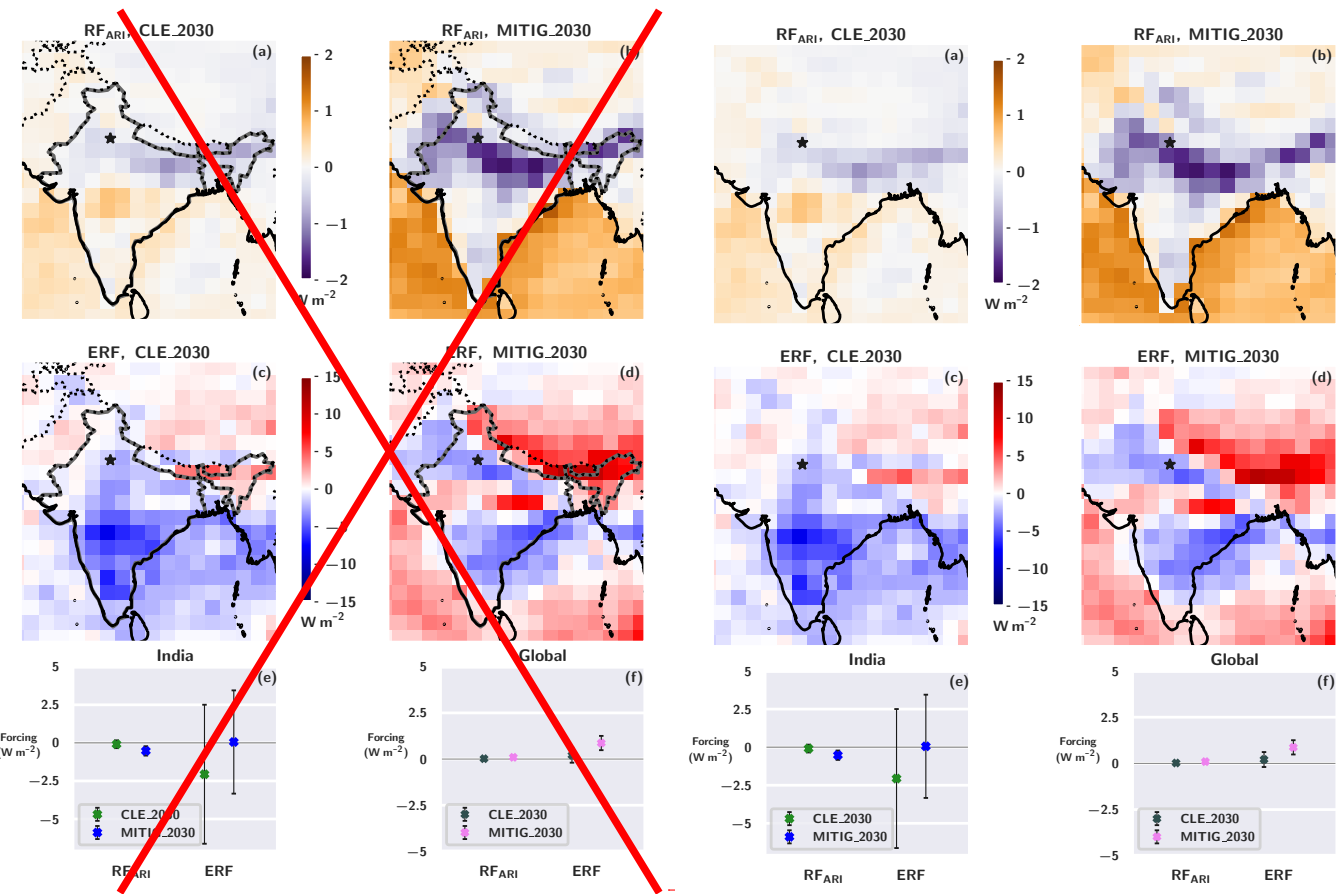 RF_ARI, CLE_2030
(a)
2
1
0
−1
−2
W m⁻²
RF_ARI, MITIG_2030
(b)
ERF, CLE_2030
(c)
15
10
5
0
−5
−10
−15
W m⁻²
ERF, MITIG_2030
(d)
India
(e)
5
2.5
0
−2.5
−5
Forcing
(W m⁻²)
CLE_2030
MITIG_2030
RF_ARI
ERF
Global
(f)
5
2.5
0
−2.5
−5
Forcing
(W m⁻²)
CLE_2030
MITIG_2030
RF_ARI
ERF
RF_ARI, CLE_2030
(a)
2
1
0
−1
−2
W m⁻²
RF_ARI, MITIG_2030
(b)
ERF, CLE_2030
(c)
15
10
5
0
−5
−10
−15
W m⁻²
ERF, MITIG_2030
(d)
India
(e)
5
2.5
0
−2.5
−5
Forcing
(W m⁻²)
CLE_2030
MITIG_2030
RF_ARI
ERF
Global
(f)
5
2.5
0
−2.5
−5
Forcing
(W m⁻²)
CLE_2030
MITIG_2030
RF_ARI
ERF